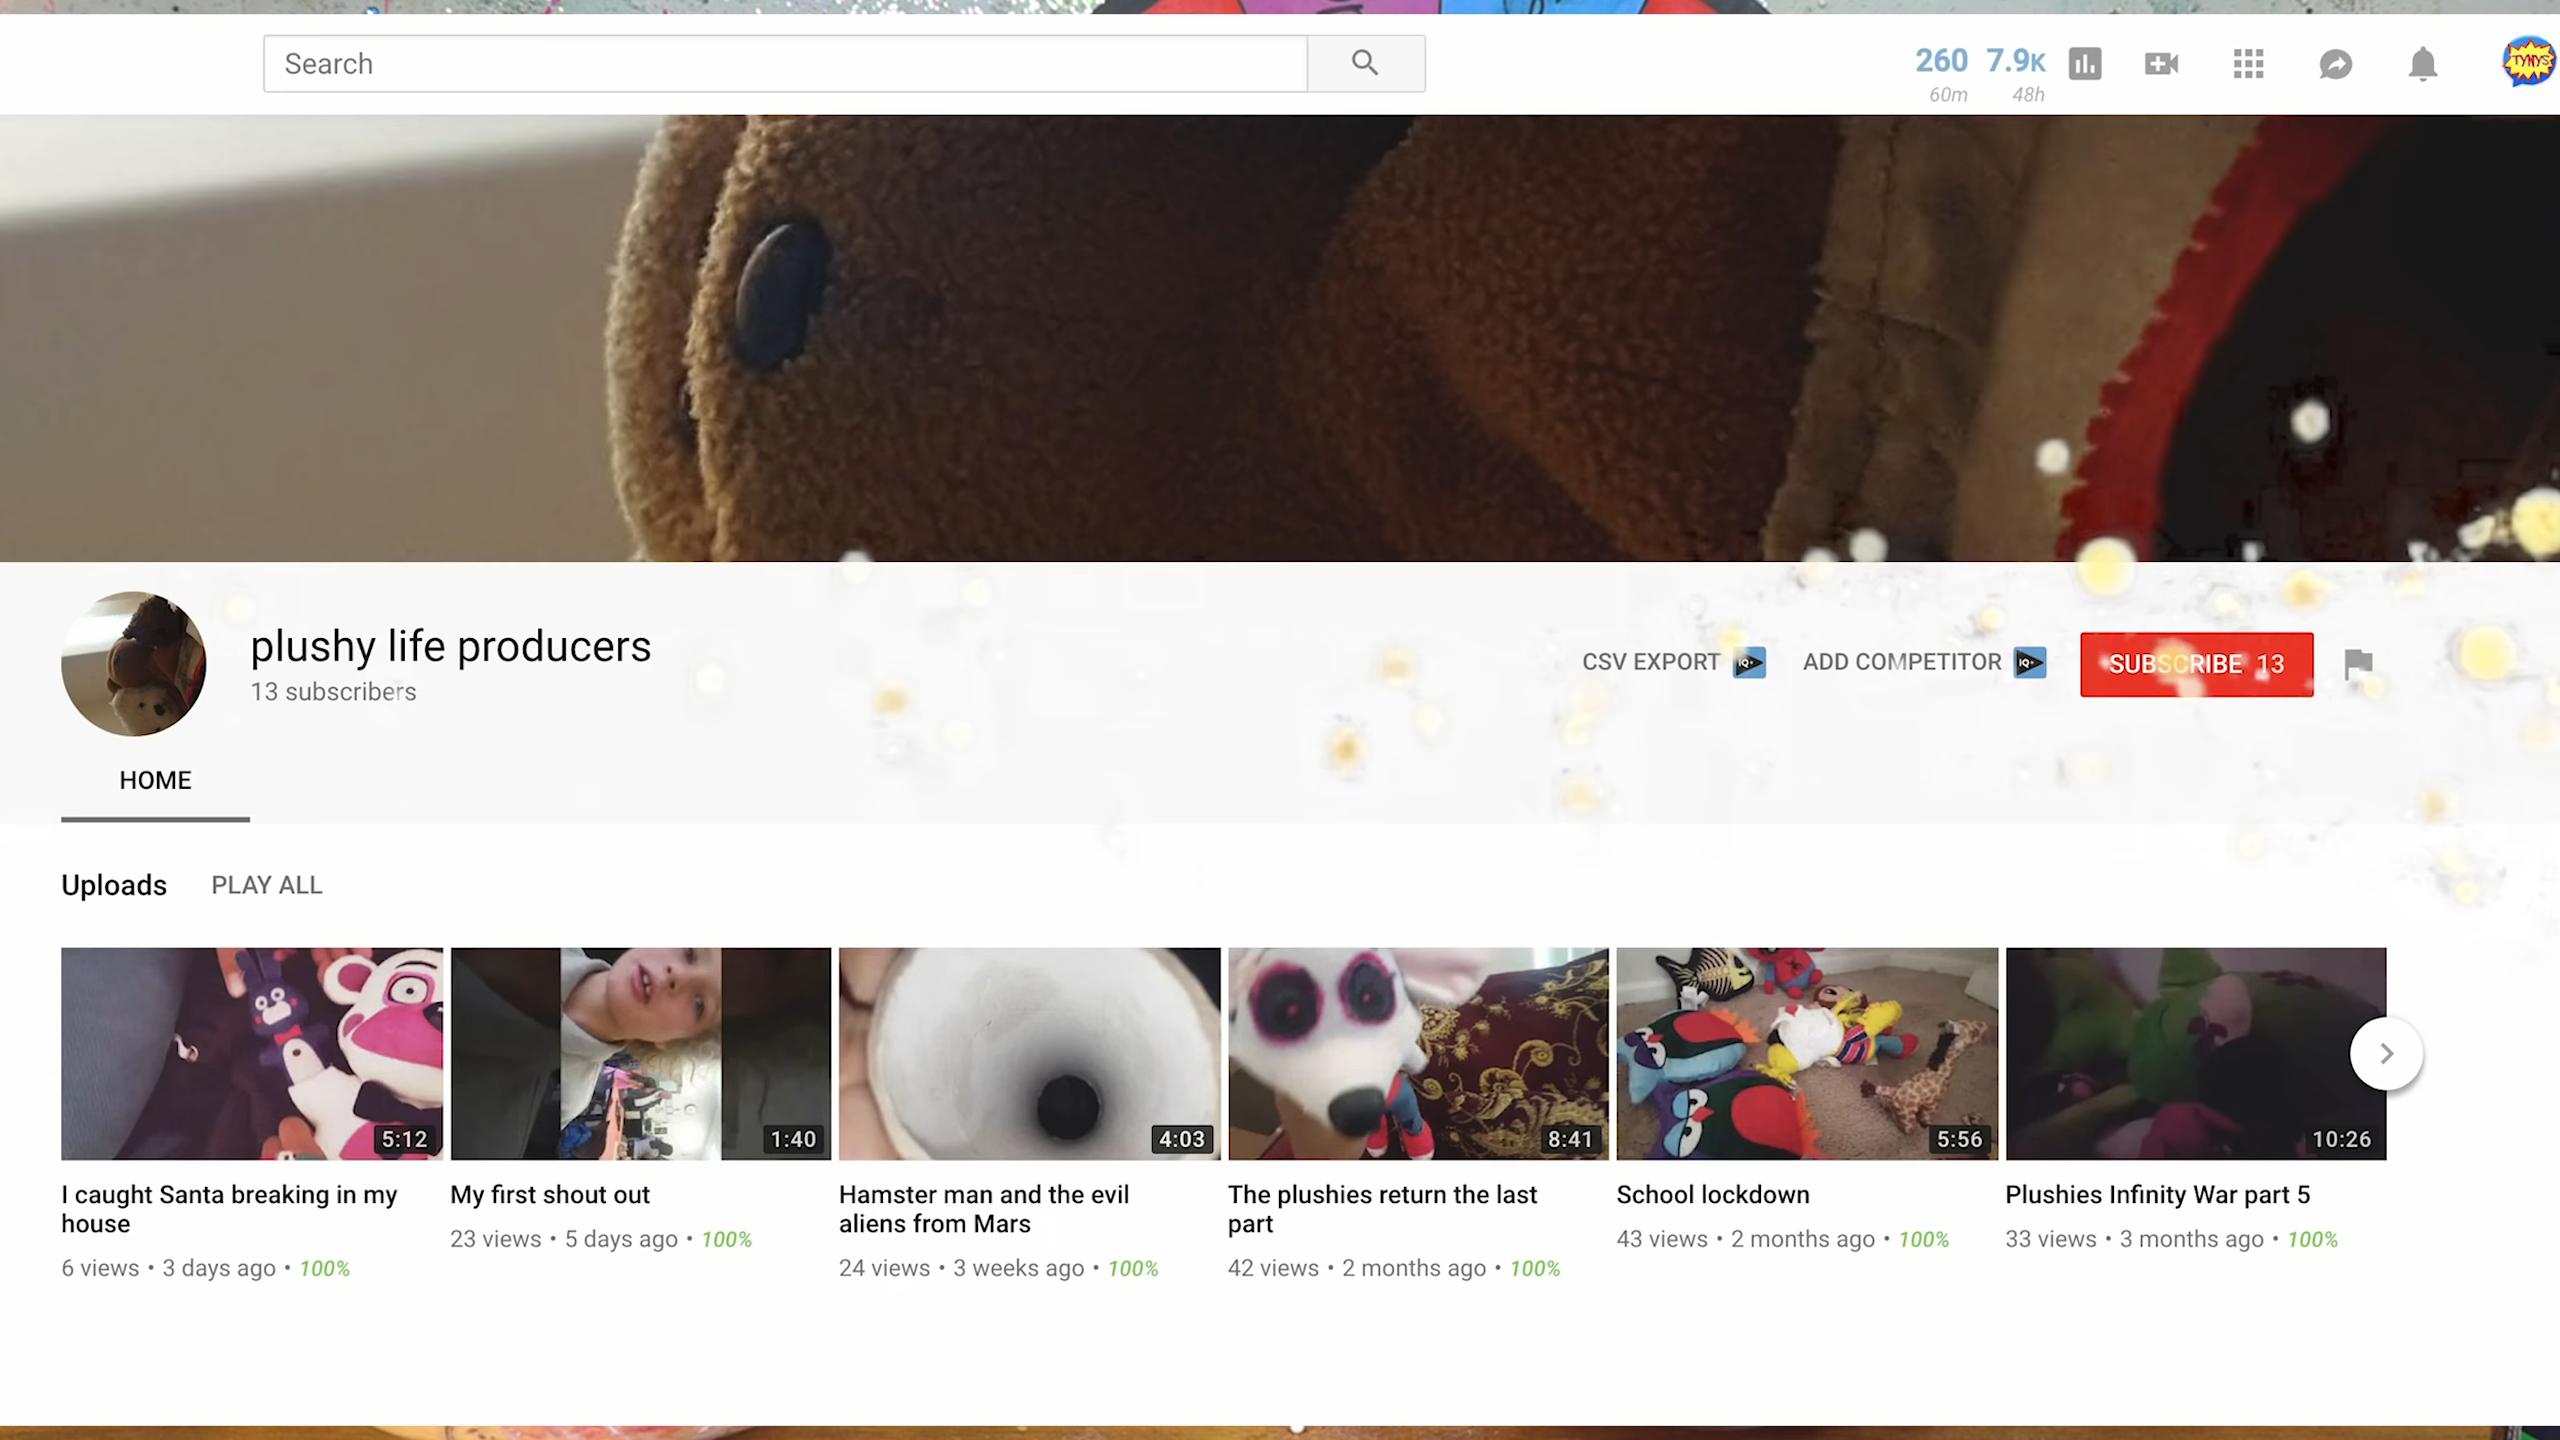 Search
260 7.9K
60m 48h
TYNYS
plushy life producers
13 subscribers
CSV EXPORT IQ+ ADD COMPETITOR IQ+ SUBSCRIBE 13
HOME
Uploads PLAY ALL
5:12 1:40 4:03 8:41 5:56 10:26
I caught Santa breaking in my
house
6 views • 3 days ago • 100%
My first shout out
23 views • 5 days ago • 100%
Hamster man and the evil
aliens from Mars
24 views • 3 weeks ago • 100%
The plushies return the last
part
42 views • 2 months ago • 100%
School lockdown
43 views • 2 months ago • 100%
Plushies Infinity War part 5
33 views • 3 months ago • 100%